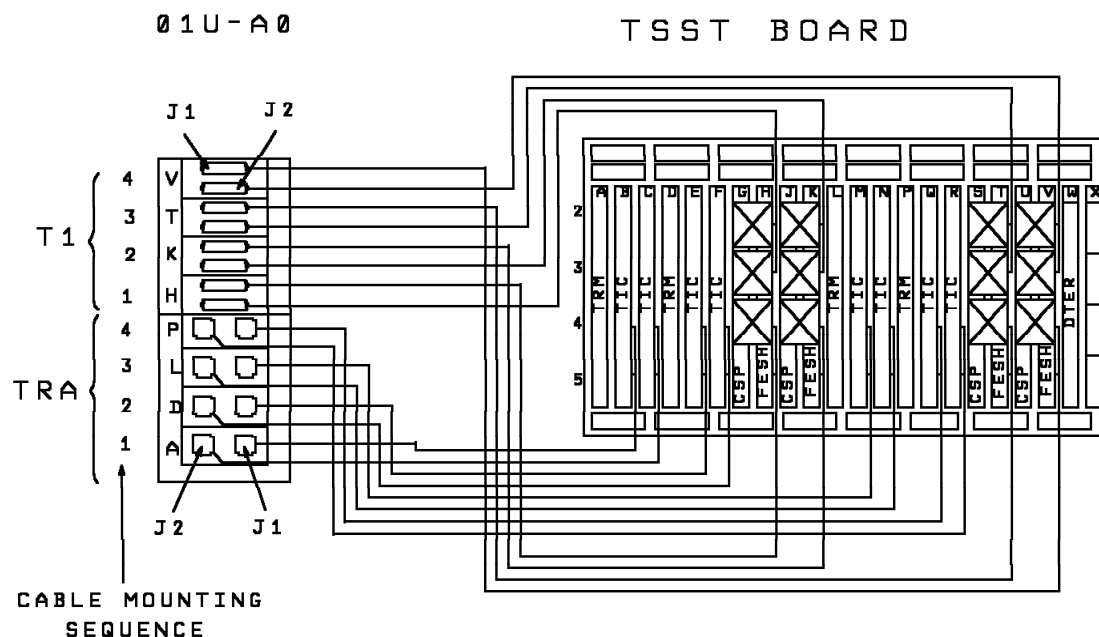 01U-A0
TSST BOARD
J1
J2
T1
4 V
3 T
2 K
1 H
TRA
4 P
3 L
2 D
1 A
J2
J1
CABLE MOUNTING
SEQUENCE
A B C D E F G H J K L M N P Q R S T U V W X
2
3
4
5
TRM
TIC
TIC
TRM
TIC
TIC
CSP
FESH
CSP
FESH
TRM
TIC
TIC
TRM
TIC
TIC
CSP
FESH
CSP
FESH
DTER